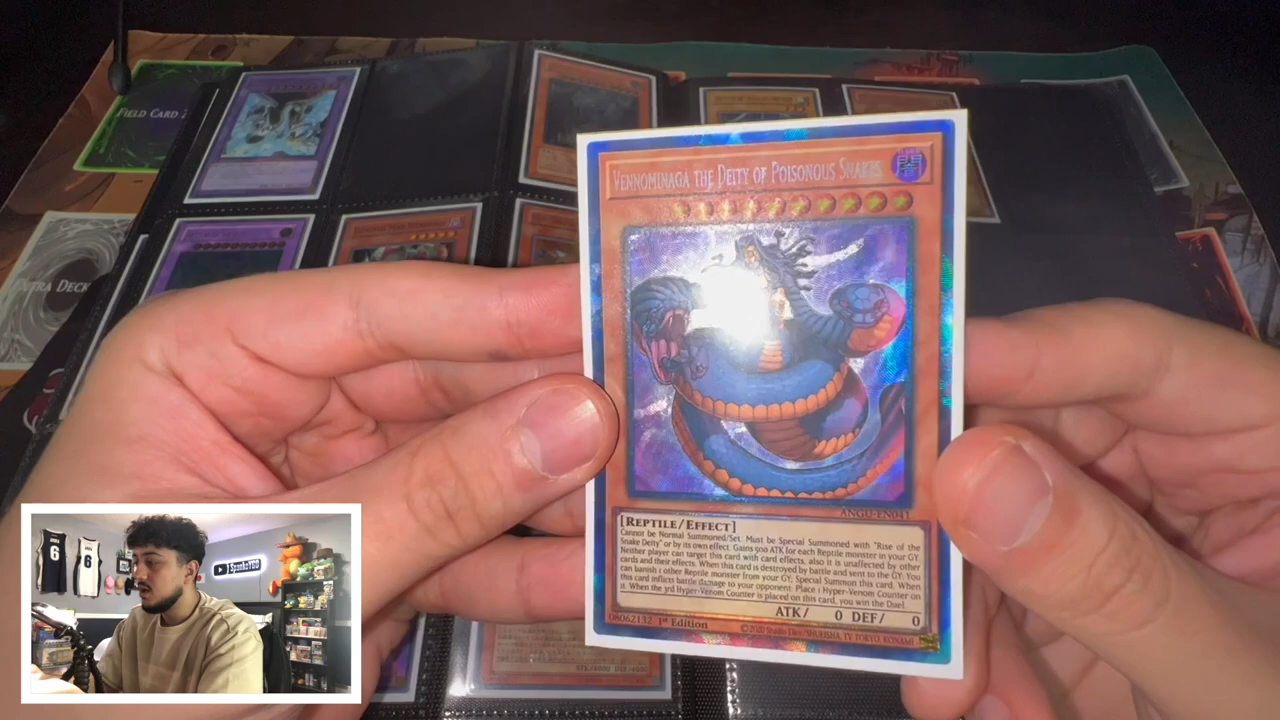 FIELD CARD Z
EXTRA DECK
VENNOMINAGA THE DEITY OF POISONOUS SNAKES
闇
ANGU-EN041
[REPTILE/EFFECT]
Cannot be Normal Summoned/Set. Must be Special Summoned with "Rise of the
Snake Deity" or by its own effect. Gains 500 ATK for each Reptile monster in your GY.
Neither player can target this card with card effects, also it is unaffected by other
cards and their effects. When this card is destroyed by battle and sent to the GY: You
can banish 1 other Reptile monster from your GY; Special Summon this card. When
this card inflicts battle damage to your opponent: Place 1 Hyper-Venom Counter on
it. When the 3rd Hyper-Venom Counter is placed on this card, you win the Duel.
ATK/ 0 DEF/ 0
08062132 1st Edition
©2020 Studio Dice/SHUEISHA, TV TOKYO, KONAMI
6
6
SpankzYGO